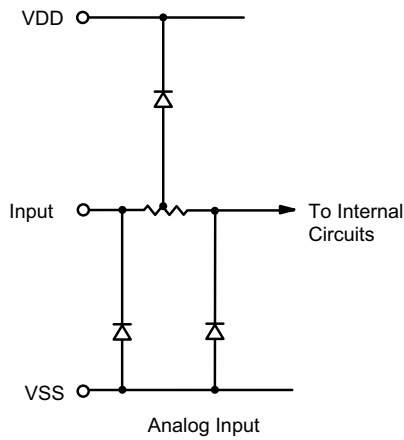 VDD
Input
To Internal
Circuits
VSS
Analog Input